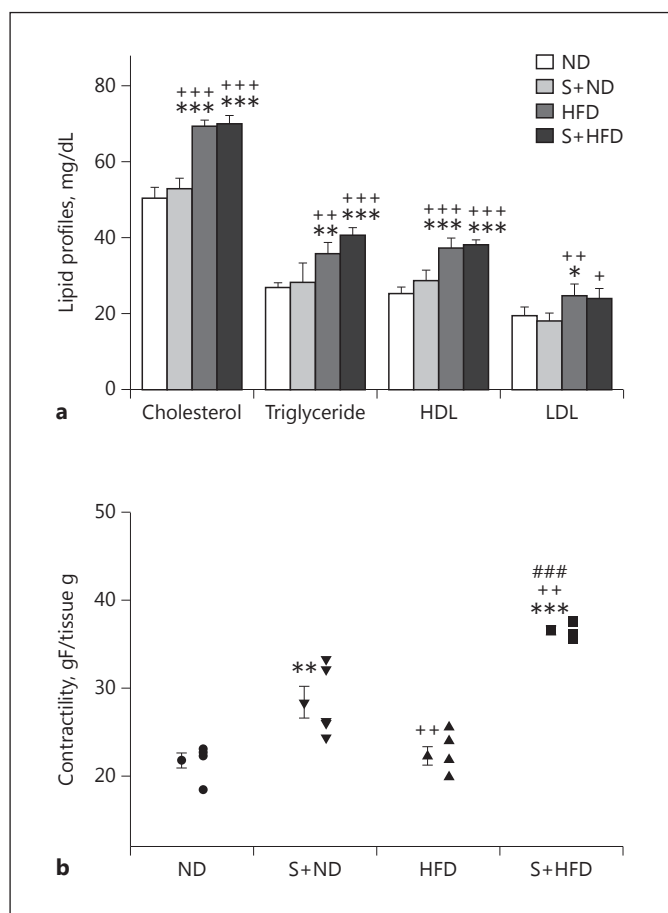 ND
S+ND
HFD
S+HFD
Lipid profiles, mg/dL
80
60
40
20
0
+++
***
+++
***
++
**
+++
***
+++
***
+++
***
++
*
+
Cholesterol Triglyceride HDL LDL
a
Contractility, gF/tissue g
50
40
30
20
**
++
###
++
***
ND S+ND HFD S+HFD
b